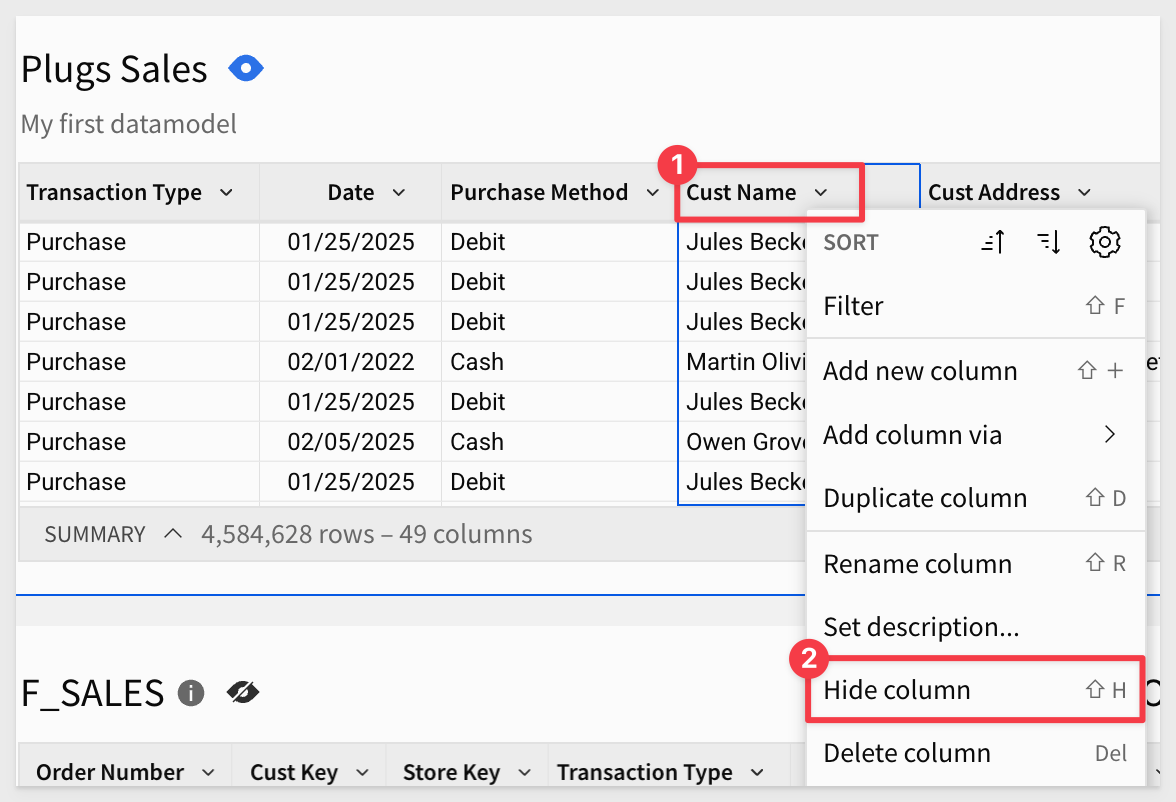 Plugs Sales
My first datamodel
1
Transaction Type Date Purchase Method Cust Name Cust Address
Purchase 01/25/2025 Debit Jules Becke
Purchase 01/25/2025 Debit Jules Becke
Purchase 01/25/2025 Debit Jules Becke
Purchase 02/01/2022 Cash Martin Olivi
Purchase 01/25/2025 Debit Jules Becke
Purchase 02/05/2025 Cash Owen Grove
Purchase 01/25/2025 Debit Jules Becke
SUMMARY 4,584,628 rows – 49 columns
SORT
Filter ⇧ F
Add new column ⇧ +
Add column via
Duplicate column ⇧ D
Rename column ⇧ R
Set description...
2
Hide column ⇧ H
Delete column Del
F_SALES
Order Number Cust Key Store Key Transaction Type